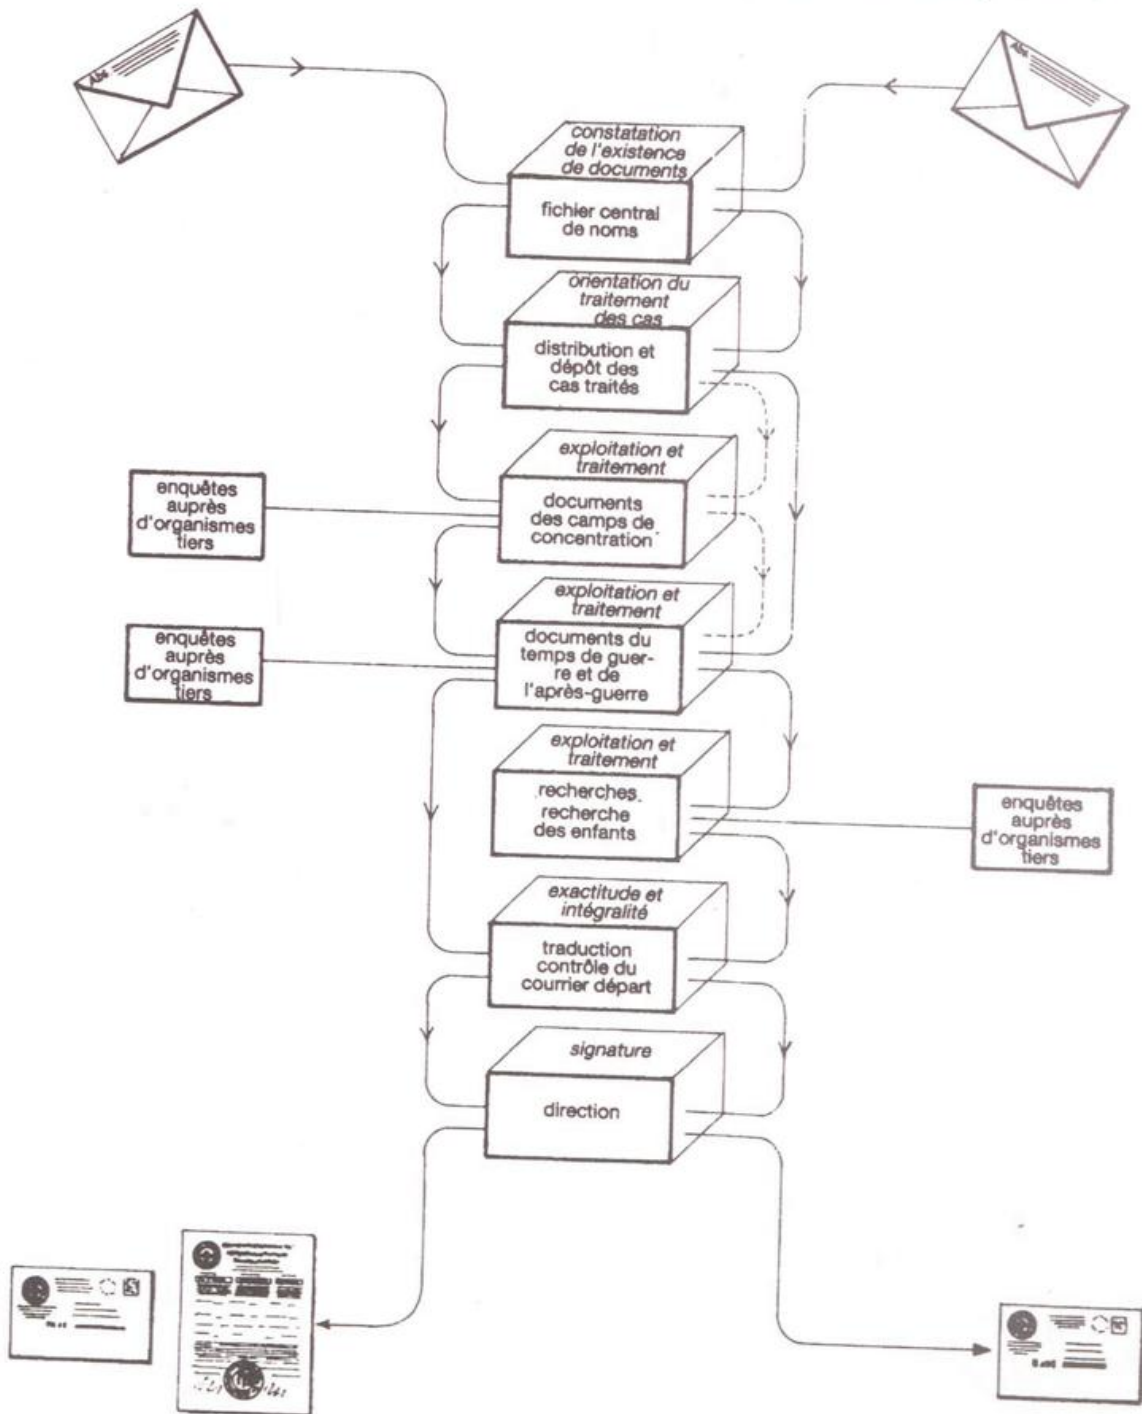 Abs
Abs
constatation
de l'existence
de documents
fichier central
de noms
orientation du
traitement
des cas
distribution et
dépôt des
cas traités
exploitation et
traitement
documents
des camps de
concentration
enquêtes
auprès
d'organismes
tiers
exploitation et
traitement
documents du
temps de guer-
re et de
l'après-guerre
enquêtes
auprès
d'organismes
tiers
exploitation et
traitement
recherches,
recherche
des enfants
enquêtes
auprès
d'organismes
tiers
exactitude et
intégralité
traduction
contrôle du
courrier départ
signature
direction